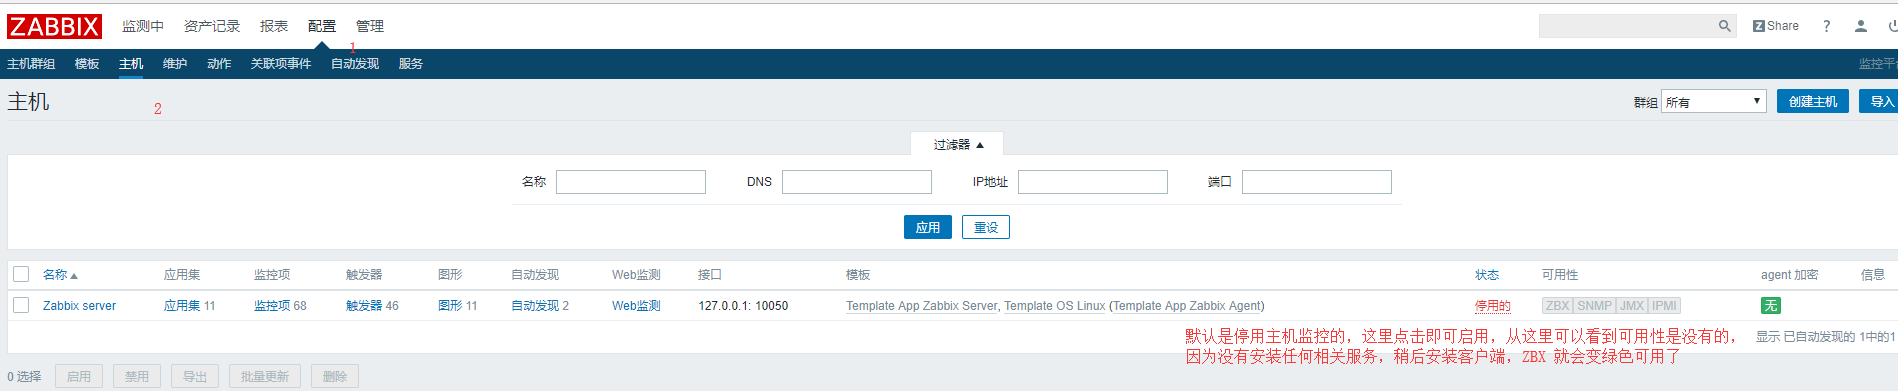 ZABBIX 监测中 资产记录 报表 配置 管理 Z Share ?
1
主机群组 模板 主机 维护 动作 关联项事件 自动发现 服务 监控平台
主机 群组 所有 创建主机 导入
2
过滤器
名称 DNS IP地址 端口
应用 重设
名称 应用集 监控项 触发器 图形 自动发现 Web监测 接口 模板 状态 可用性 agent 加密 信息
Zabbix server 应用集 11 监控项 68 触发器 46 图形 11 自动发现 2 Web监测 127.0.0.1: 10050 Template App Zabbix Server, Template OS Linux (Template App Zabbix Agent) 停用的 ZBX SNMP JMX IPMI 无
默认是停用主机监控的，这里点击即可启用，从这里可以看到可用性是没有的， 显示 已自动发现的 1中的1
因为没有安装任何相关服务，稍后安装客户端，ZBX 就会变绿色可用了
0 选择 启用 禁用 导出 批量更新 删除